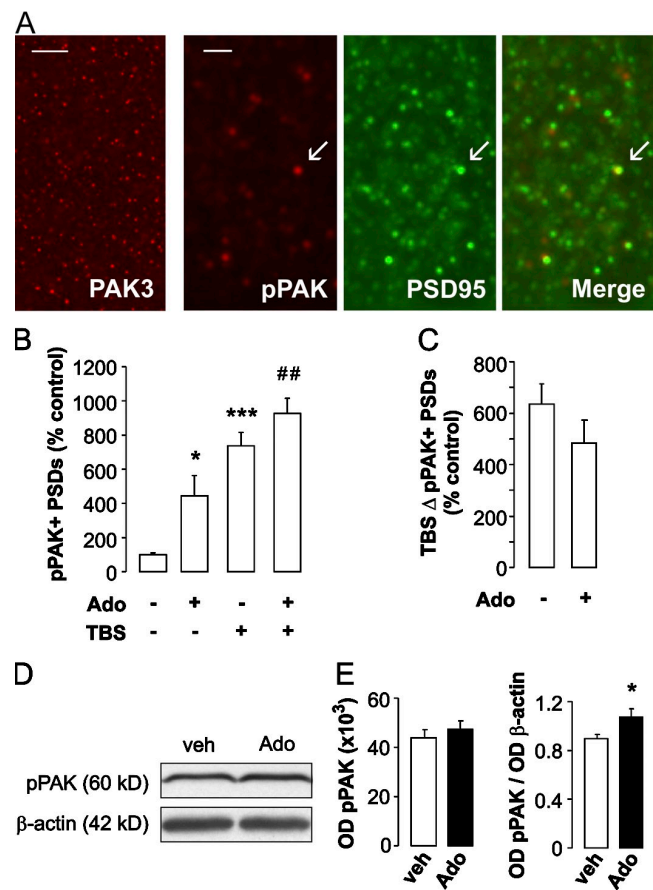 A
PAK3
pPAK
PSD95
Merge
B
pPAK+ PSDs (% control)
1200
1000
800
600
400
200
0
*
***
##
Ado - + - +
TBS - - + +
C
TBS Δ pPAK+ PSDs
(% control)
800
600
400
200
0
Ado - +
D
veh Ado
pPAK (60 kD)
β-actin (42 kD)
E
OD pPAK (x10³)
60
40
20
0
veh Ado
OD pPAK / OD β-actin
1.2
0.8
0.4
0
*
veh Ado